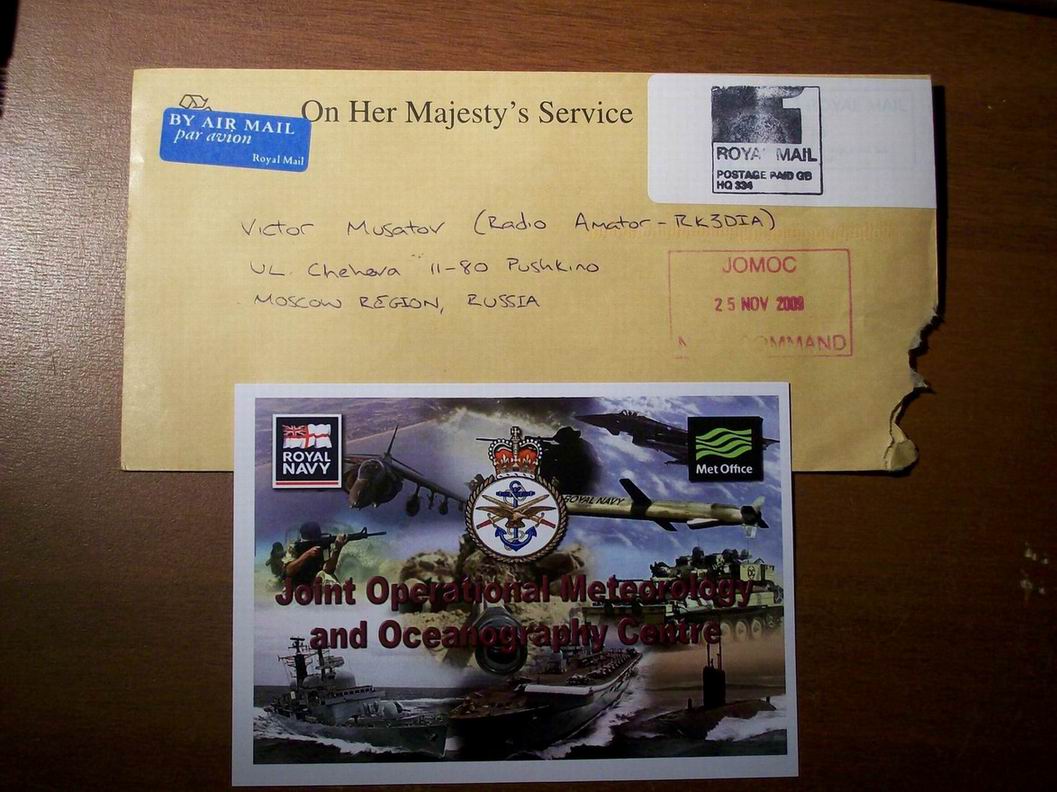 On Her Majesty's Service
BY AIR MAIL
par avion
Royal Mail
1
ROYAL MAIL
POSTAGE PAID GB
HQ 334
Victor Musatov (Radio Amator-RK3DIA)
UL. Chehova 11-80 Pushkino
MOSCOW REGION, RUSSIA
JOMOC
25 NOV 2009
COMMAND
ROYAL
NAVY
Met Office
ROYAL NAVY
Joint Operational Meteorology
and Oceanography Centre